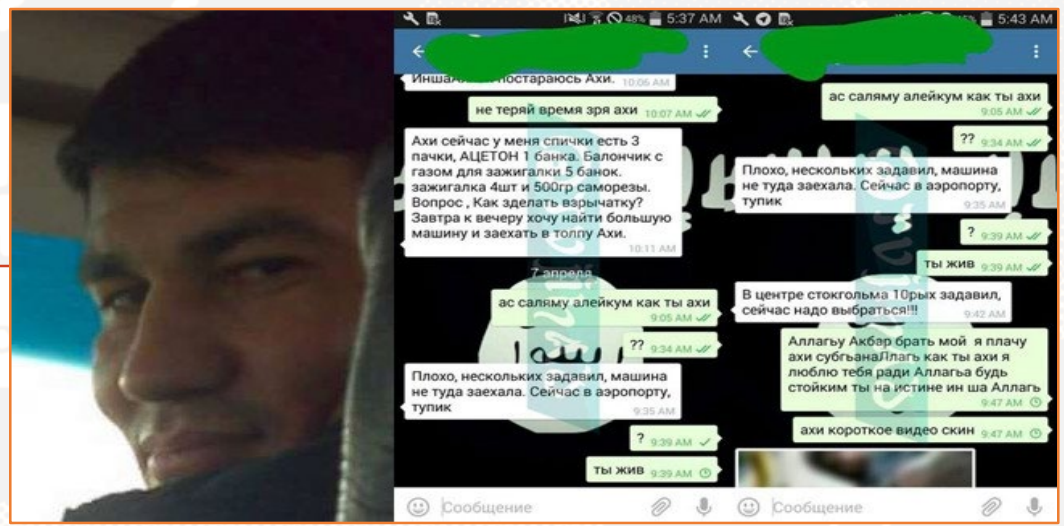 48% 5:37 AM
10:06 AM
не теряй время зря ахи 10:07 AM
Ахи сейчас у меня спички есть 3
пачки, АЦЕТОН 1 банка. Балончик с
газом для зажигалки 5 банок.
зажигалка 4шт и 500гр саморезы.
Вопрос , Как зделать взрычатку?
Завтра к вечеру хочу найти большую
машину и заехать в толпу Ахи.
10:11 AM
7 апреля
ас саляму алейкум как ты ахи
9:05 AM
?? 9:34 AM
Плохо, нескольких задавил, машина
не туда заехала. Сейчас в аэропорту,
тупик
9:35 AM
? 9:39 AM
ты жив 9:39 AM
Сообщение
5:43 AM
ас саляму алейкум как ты ахи
9:05 AM
?? 9:34 AM
Плохо, нескольких задавил, машина
не туда заехала. Сейчас в аэропорту,
тупик
9:35 AM
? 9:39 AM
ты жив 9:39 AM
В центре стокгольма 10рых задавил,
сейчас надо выбраться!!!
9:42 AM
Аллагьу Акбар брать мой я плачу
ахи субгьанаЛлагь как ты ахи я
люблю тебя ради Аллагьа будь
стойким ты на истине ин ша Аллагь
9:47 AM
ахи короткое видео скин 9:47 AM
Сообщение